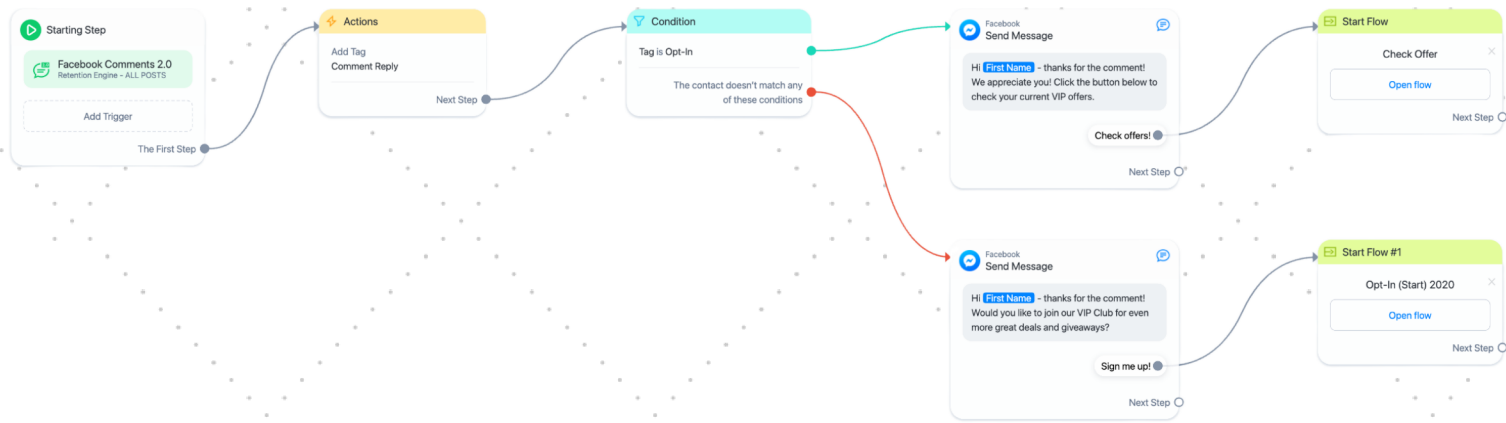 Starting Step
Facebook Comments 2.0
Retention Engine - ALL POSTS
Add Trigger
The First Step
Actions
Add Tag
Comment Reply
Next Step
Condition
Tag is Opt-In
The contact doesn't match any
of these conditions
Facebook
Send Message
Hi First Name - thanks for the comment!
We appreciate you! Click the button below to
check your current VIP offers.
Check offers!
Next Step
Start Flow
Check Offer
Open flow
Next Step
Facebook
Send Message
Hi First Name - thanks for the comment!
Would you like to join our VIP Club for even
more great deals and giveaways?
Sign me up!
Next Step
Start Flow #1
Opt-In (Start) 2020
Open flow
Next Step